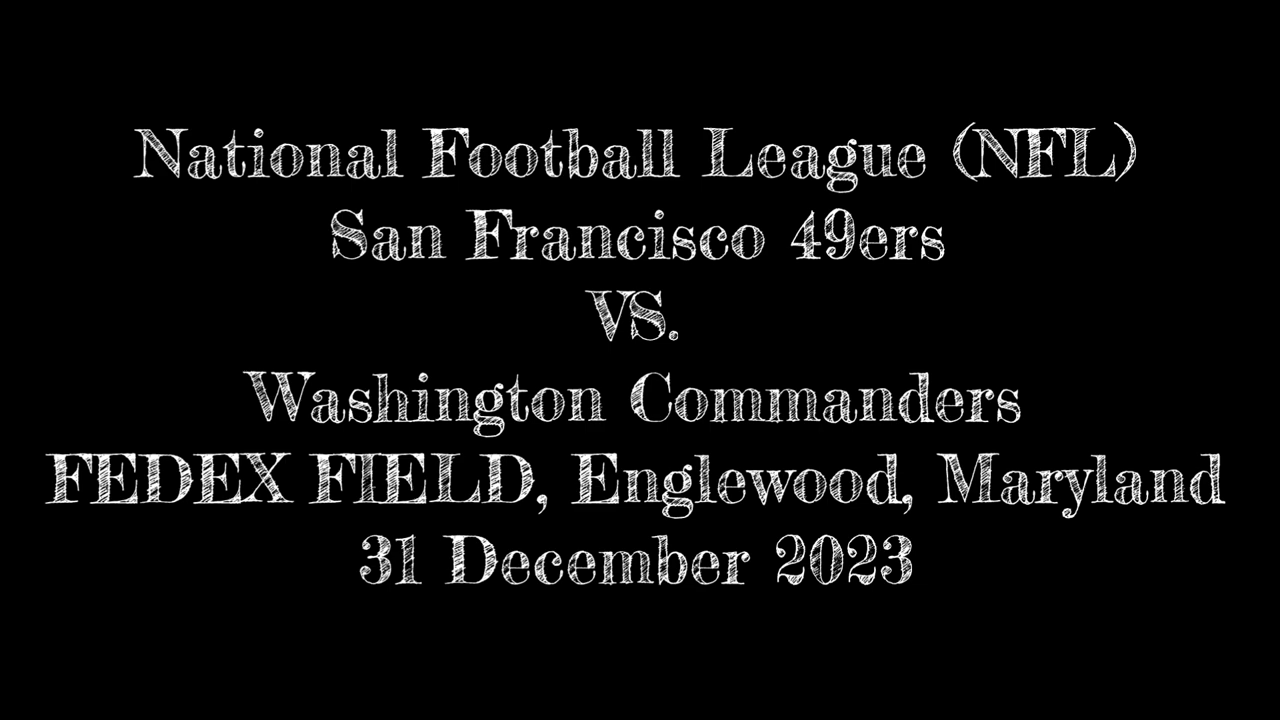 National Football League (NFL)
San Francisco 49ers
VS.
Washington Commanders
FEDEX FIELD, Englewood, Maryland
31 December 2023